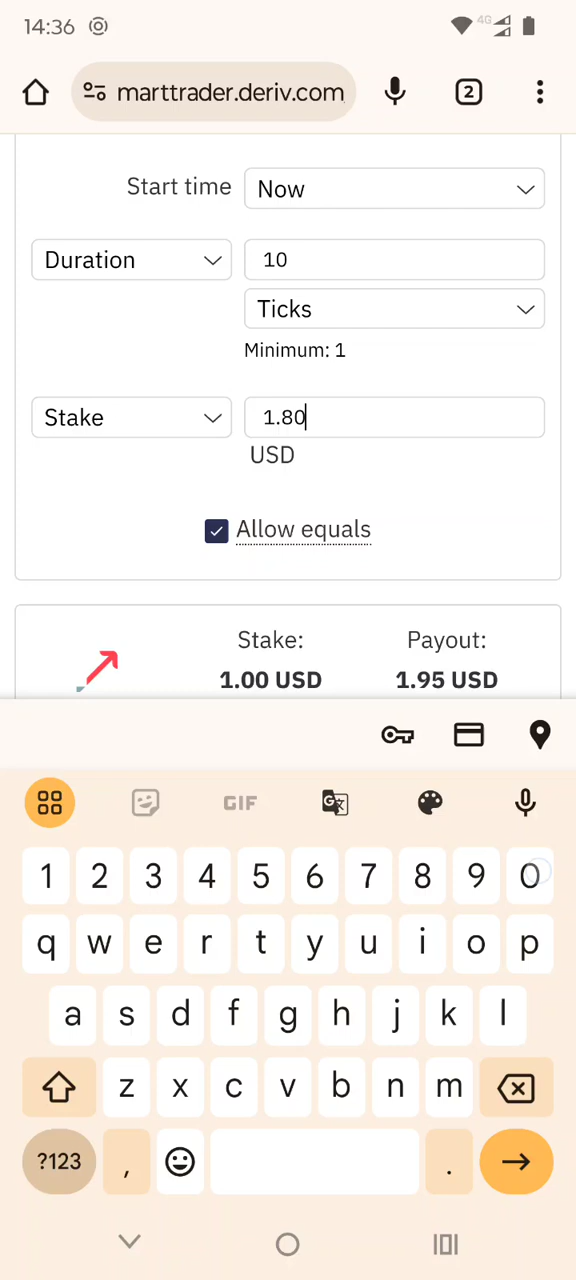 14:36
4G
marttrader.deriv.com
2
Start time Now
Duration 10
Ticks
Minimum: 1
Stake 1.80
USD
Allow equals
Stake: Payout:
1.00 USD 1.95 USD
GIF
1 2 3 4 5 6 7 8 9 0
q w e r t y u i o p
a s d f g h j k l
z x c v b n m
?123 , .